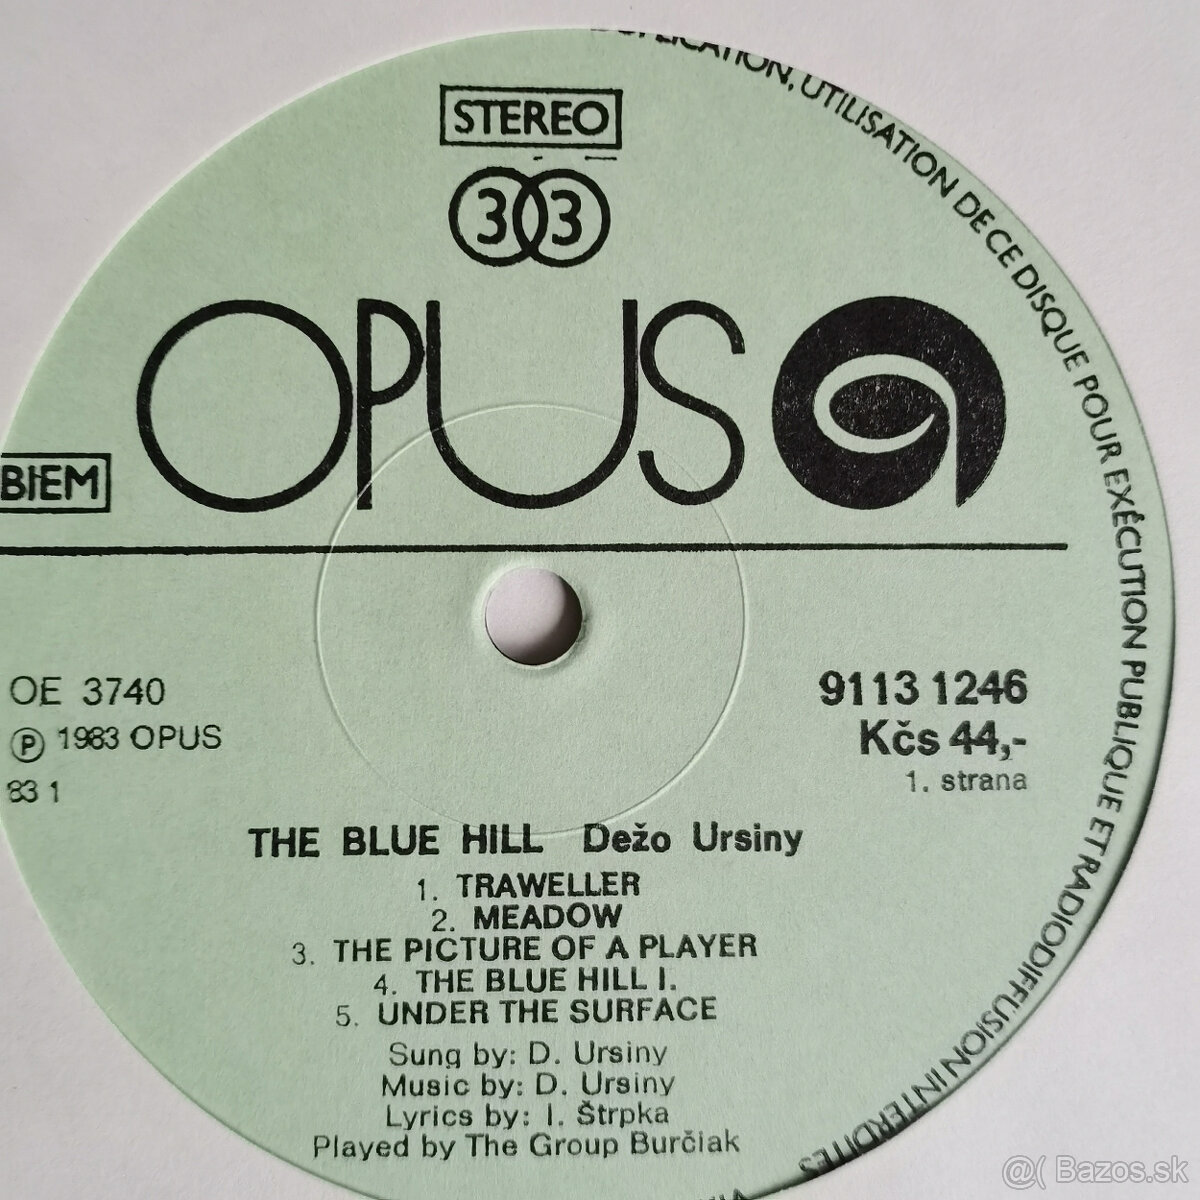 STEREO
33
OPUS
BIEM
OE 3740
Ⓟ 1983 OPUS
83 1
9113 1246
Kčs 44,-
1. strana
THE BLUE HILL Dežo Ursiny
1. TRAWELLER
2. MEADOW
3. THE PICTURE OF A PLAYER
4. THE BLUE HILL I.
5. UNDER THE SURFACE
Sung by: D. Ursiny
Music by: D. Ursiny
Lyrics by: I. Štrpka
Played by The Group Burčiak
UTILISATION DE CE DISQUE POUR EXÉCUTION PUBLIQUE ET RADIODIFFUSION INTERDITES
@( Bazos.sk